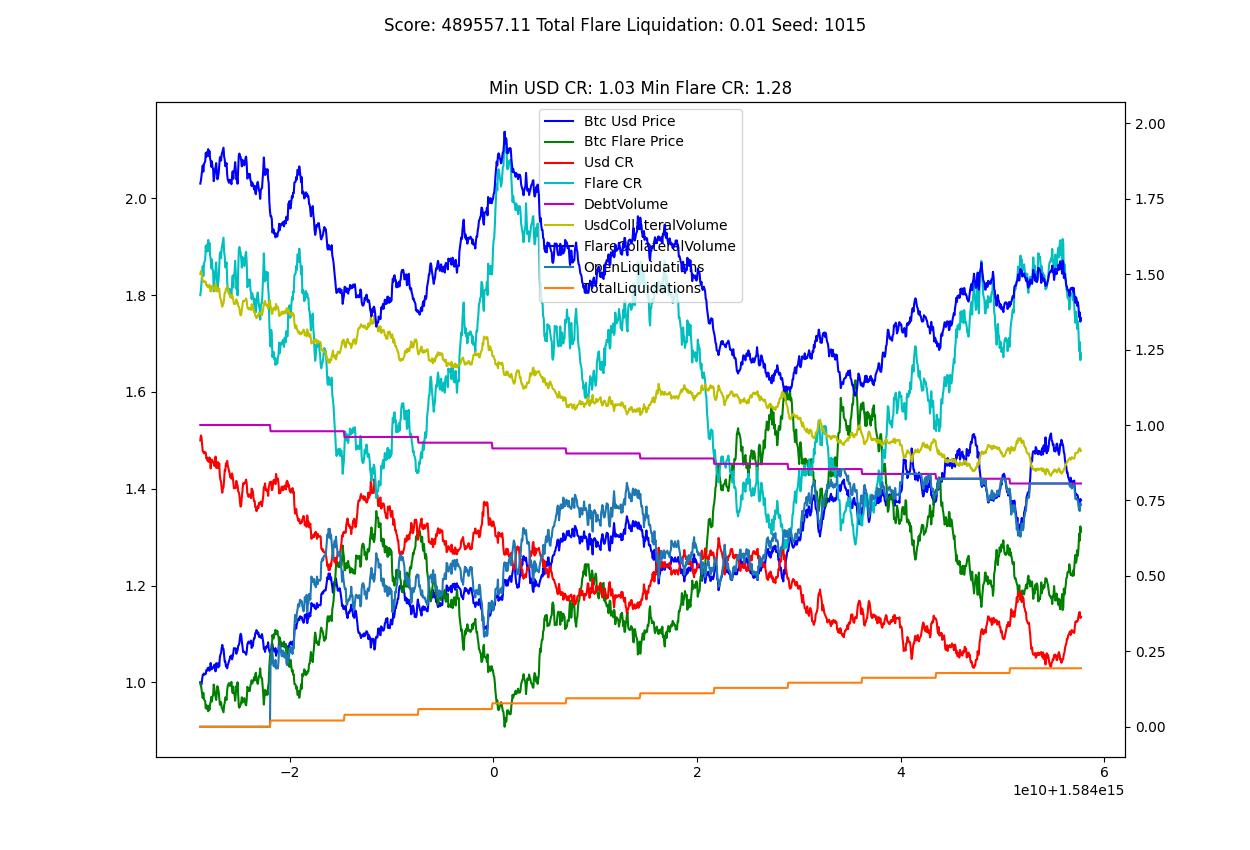 Score: 489557.11 Total Flare Liquidation: 0.01 Seed: 1015
Min USD CR: 1.03 Min Flare CR: 1.28
Btc Usd Price
Btc Flare Price
Usd CR
Flare CR
DebtVolume
UsdCollateralVolume
FlareCollateralVolume
OpenLiquidations
TotalLiquidations
2.0
1.8
1.6
1.4
1.2
1.0
2.00
1.75
1.50
1.25
1.00
0.75
0.50
0.25
0.00
−2 0 2 4 6
1e10+1.584e15